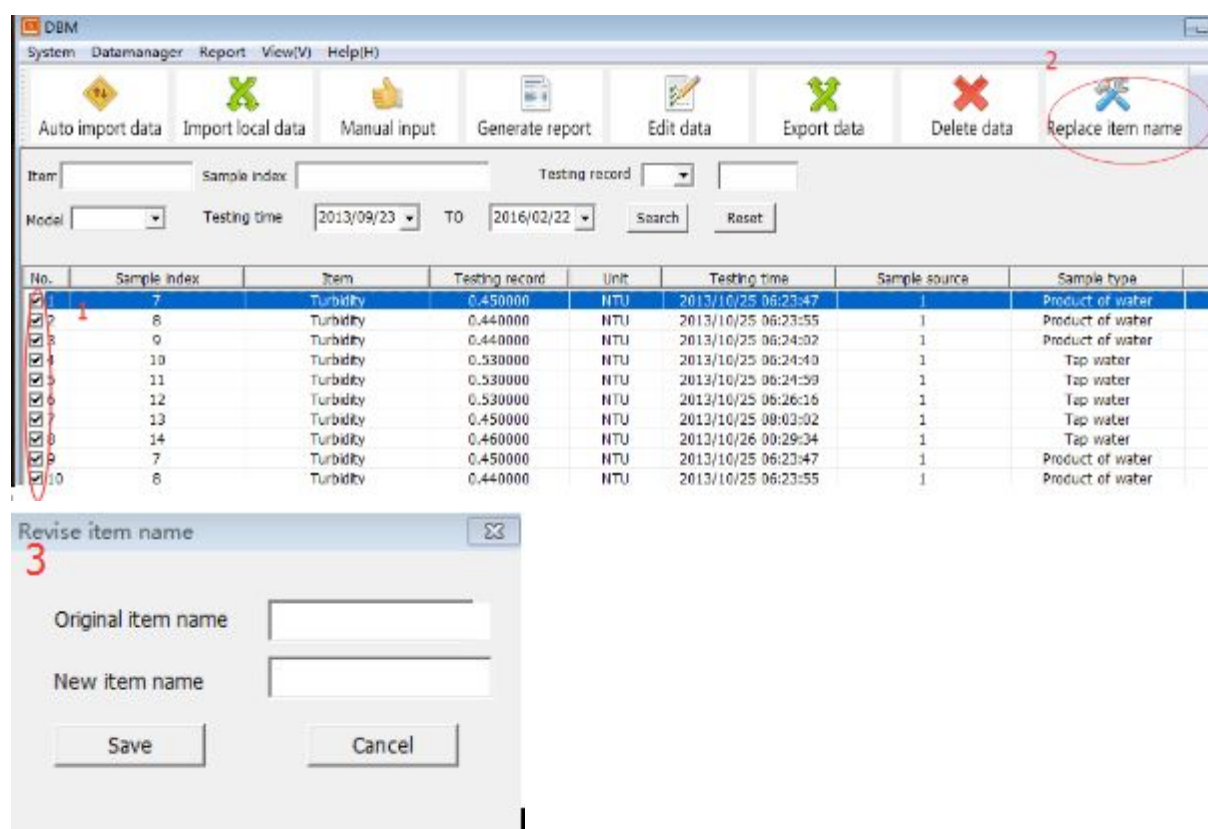 DBM
System Datamanager Report View(V) Help(H)
2
Auto import data Import local data Manual input Generate report Edit data Export data Delete data Replace item name
Item Sample index Testing record
Model Testing time 2013/09/23 TO 2016/02/22 Search Reset
No. Sample index Item Testing record Unit Testing time Sample source Sample type
1
1 7 Turbidity 0.450000 NTU 2013/10/25 06:23:47 1 Product of water
2 8 Turbidity 0.440000 NTU 2013/10/25 06:23:55 1 Product of water
3 9 Turbidity 0.440000 NTU 2013/10/25 06:24:02 1 Product of water
4 10 Turbidity 0.530000 NTU 2013/10/25 06:24:40 1 Tap water
5 11 Turbidity 0.530000 NTU 2013/10/25 06:24:59 1 Tap water
6 12 Turbidity 0.530000 NTU 2013/10/25 06:26:16 1 Tap water
7 13 Turbidity 0.450000 NTU 2013/10/25 08:03:02 1 Tap water
8 14 Turbidity 0.460000 NTU 2013/10/26 00:29:34 1 Tap water
9 7 Turbidity 0.450000 NTU 2013/10/25 06:23:47 1 Product of water
10 8 Turbidity 0.440000 NTU 2013/10/25 06:23:55 1 Product of water
Revise item name
3
Original item name
New item name
Save Cancel